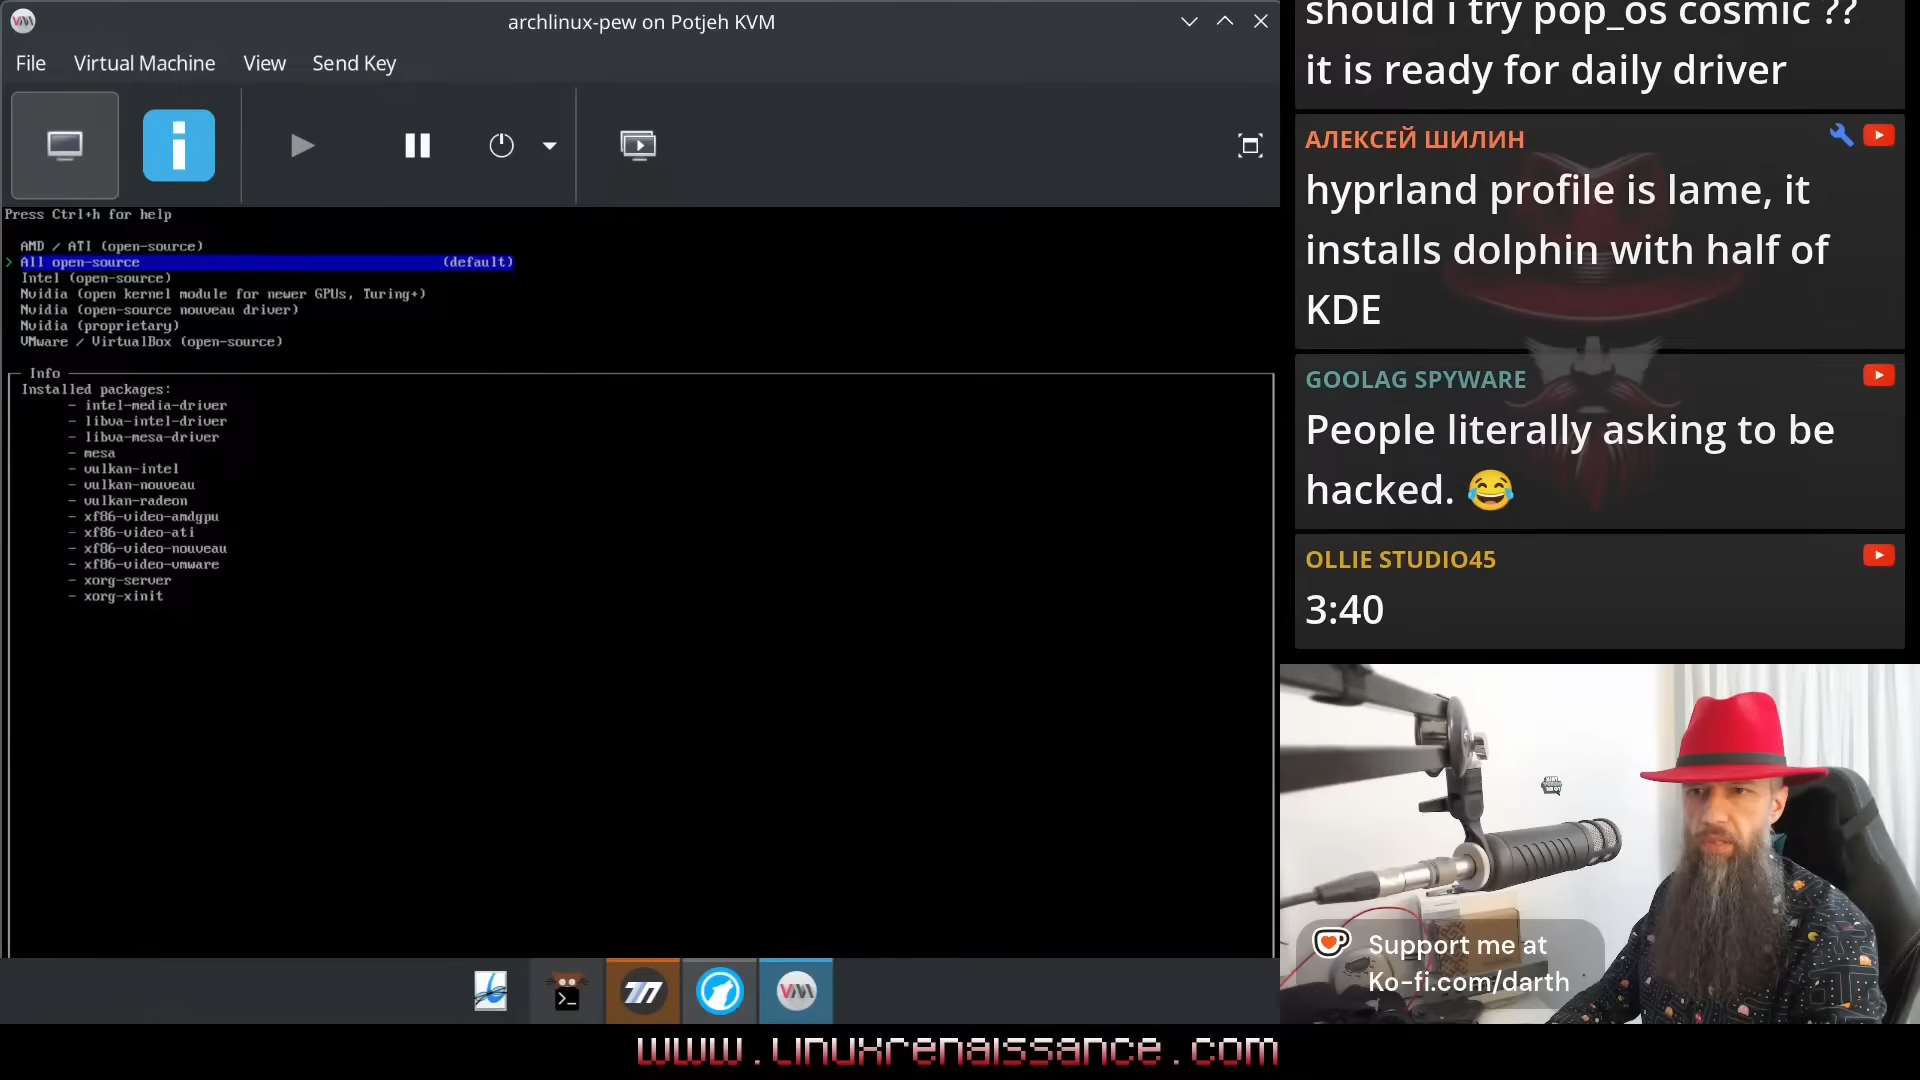 archlinux-pew on Potjeh KVM
File Virtual Machine View Send Key
Press Ctrl+h for help
AMD / ATI (open-source)
> All open-source (default)
Intel (open-source)
Nvidia (open kernel module for newer GPUs, Turing+)
Nvidia (open-source nouveau driver)
Nvidia (proprietary)
VMware / VirtualBox (open-source)
Info
Installed packages:
- intel-media-driver
- libva-intel-driver
- libva-mesa-driver
- mesa
- vulkan-intel
- vulkan-nouveau
- vulkan-radeon
- xf86-video-amdgpu
- xf86-video-ati
- xf86-video-nouveau
- xf86-video-vmware
- xorg-server
- xorg-xinit
should i try pop_os cosmic ??
it is ready for daily driver
АЛЕКСЕЙ ШИЛИН
hyprland profile is lame, it
installs dolphin with half of
KDE
GOOLAG SPYWARE
People literally asking to be
hacked. 😂
OLLIE STUDIO45
3:40
Support me at
Ko-fi.com/darth
www.linuxrenaissance.com